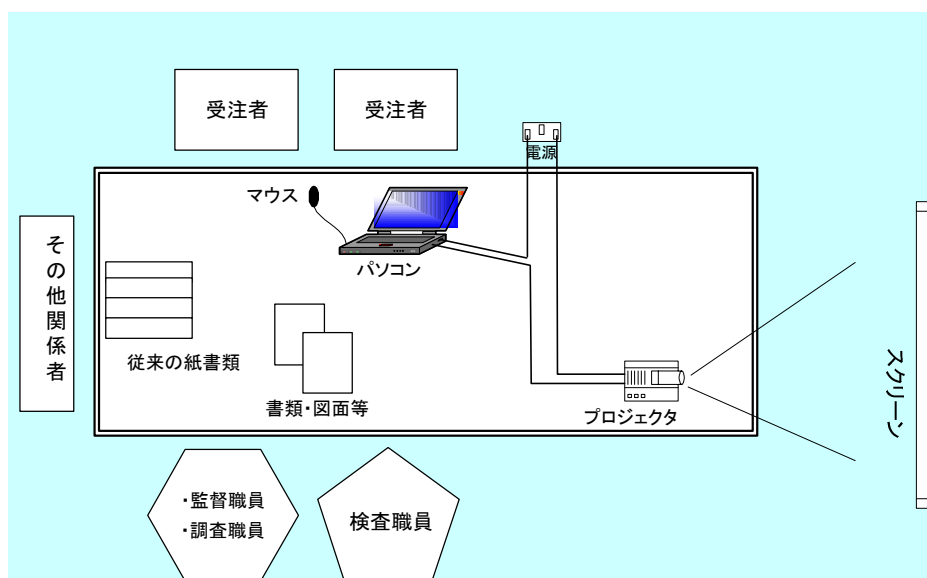 受注者
受注者
電源
マウス
パソコン
その他関係者
従来の紙書類
書類・図面等
プロジェクタ
スクリーン
・監督職員
・調査職員
検査職員